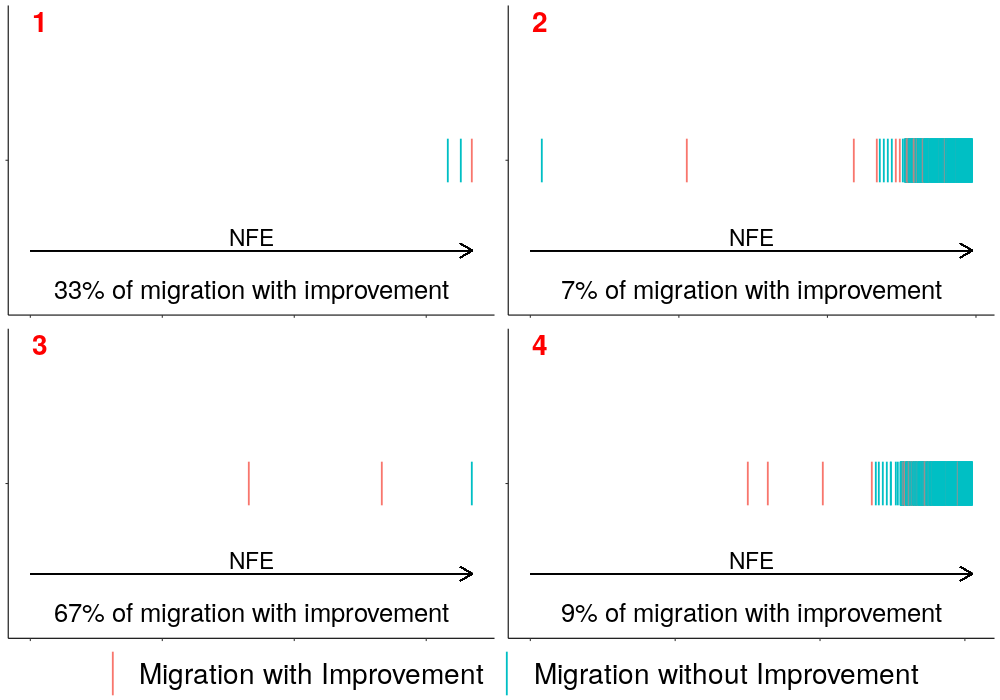 1
NFE
33% of migration with improvement
2
NFE
7% of migration with improvement
3
NFE
67% of migration with improvement
4
NFE
9% of migration with improvement
Migration with Improvement
Migration without Improvement